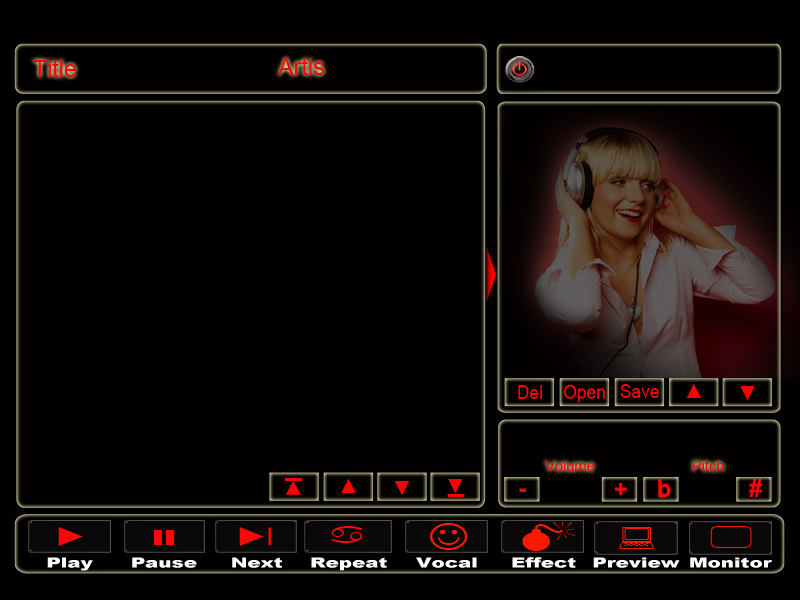 Title Artis
Del Open Save
Volume Pitch
- + b #
Play Pause Next Repeat Vocal Effect Preview Monitor